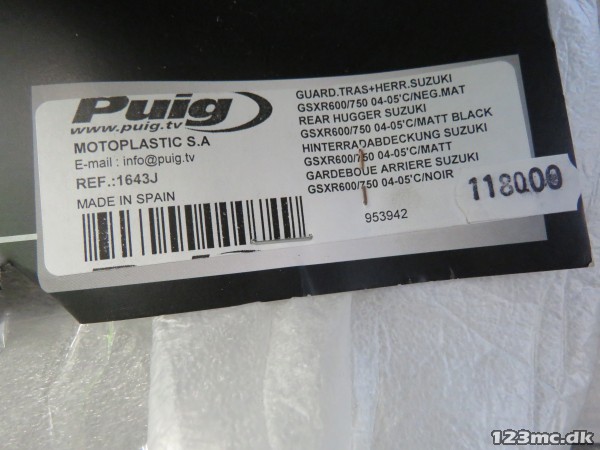 Puig
www.puig.tv
MOTOPLASTIC S.A
E-mail : info@puig.tv
REF.:1643J
MADE IN SPAIN
GUARD.TRAS+HERR.SUZUKI
GSXR600/750 04-05'C/NEG.MAT
REAR HUGGER SUZUKI
GSXR600/750 04-05'C/MATT BLACK
HINTERRADABDECKUNG SUZUKI
GSXR600/750 04-05'C/MATT
GARDEBOUE ARRIERE SUZUKI
GSXR600/750 04-05'C/NOIR
953942
118000
123mc.dk